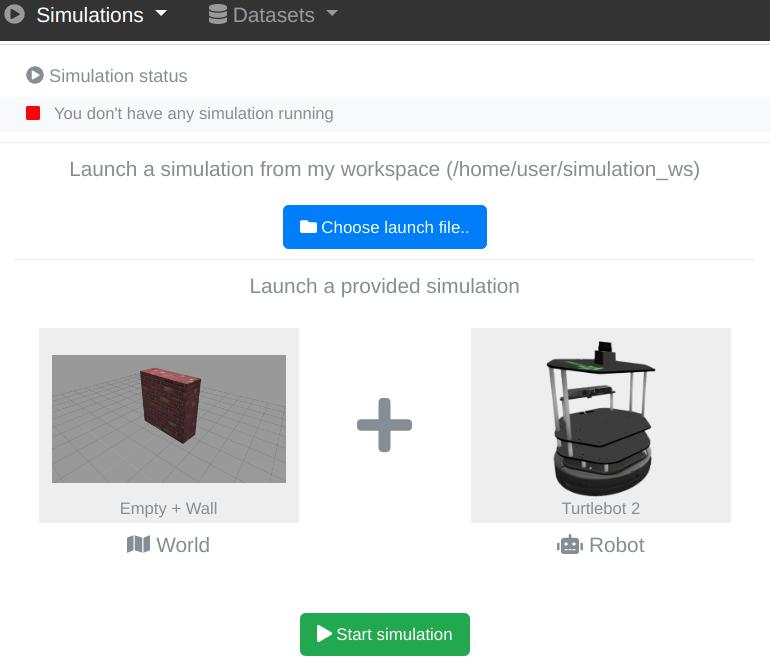 Simulations
Datasets
Simulation status
You don't have any simulation running
Launch a simulation from my workspace (/home/user/simulation_ws)
Choose launch file..
Launch a provided simulation
Empty + Wall
Turtlebot 2
World
Robot
Start simulation